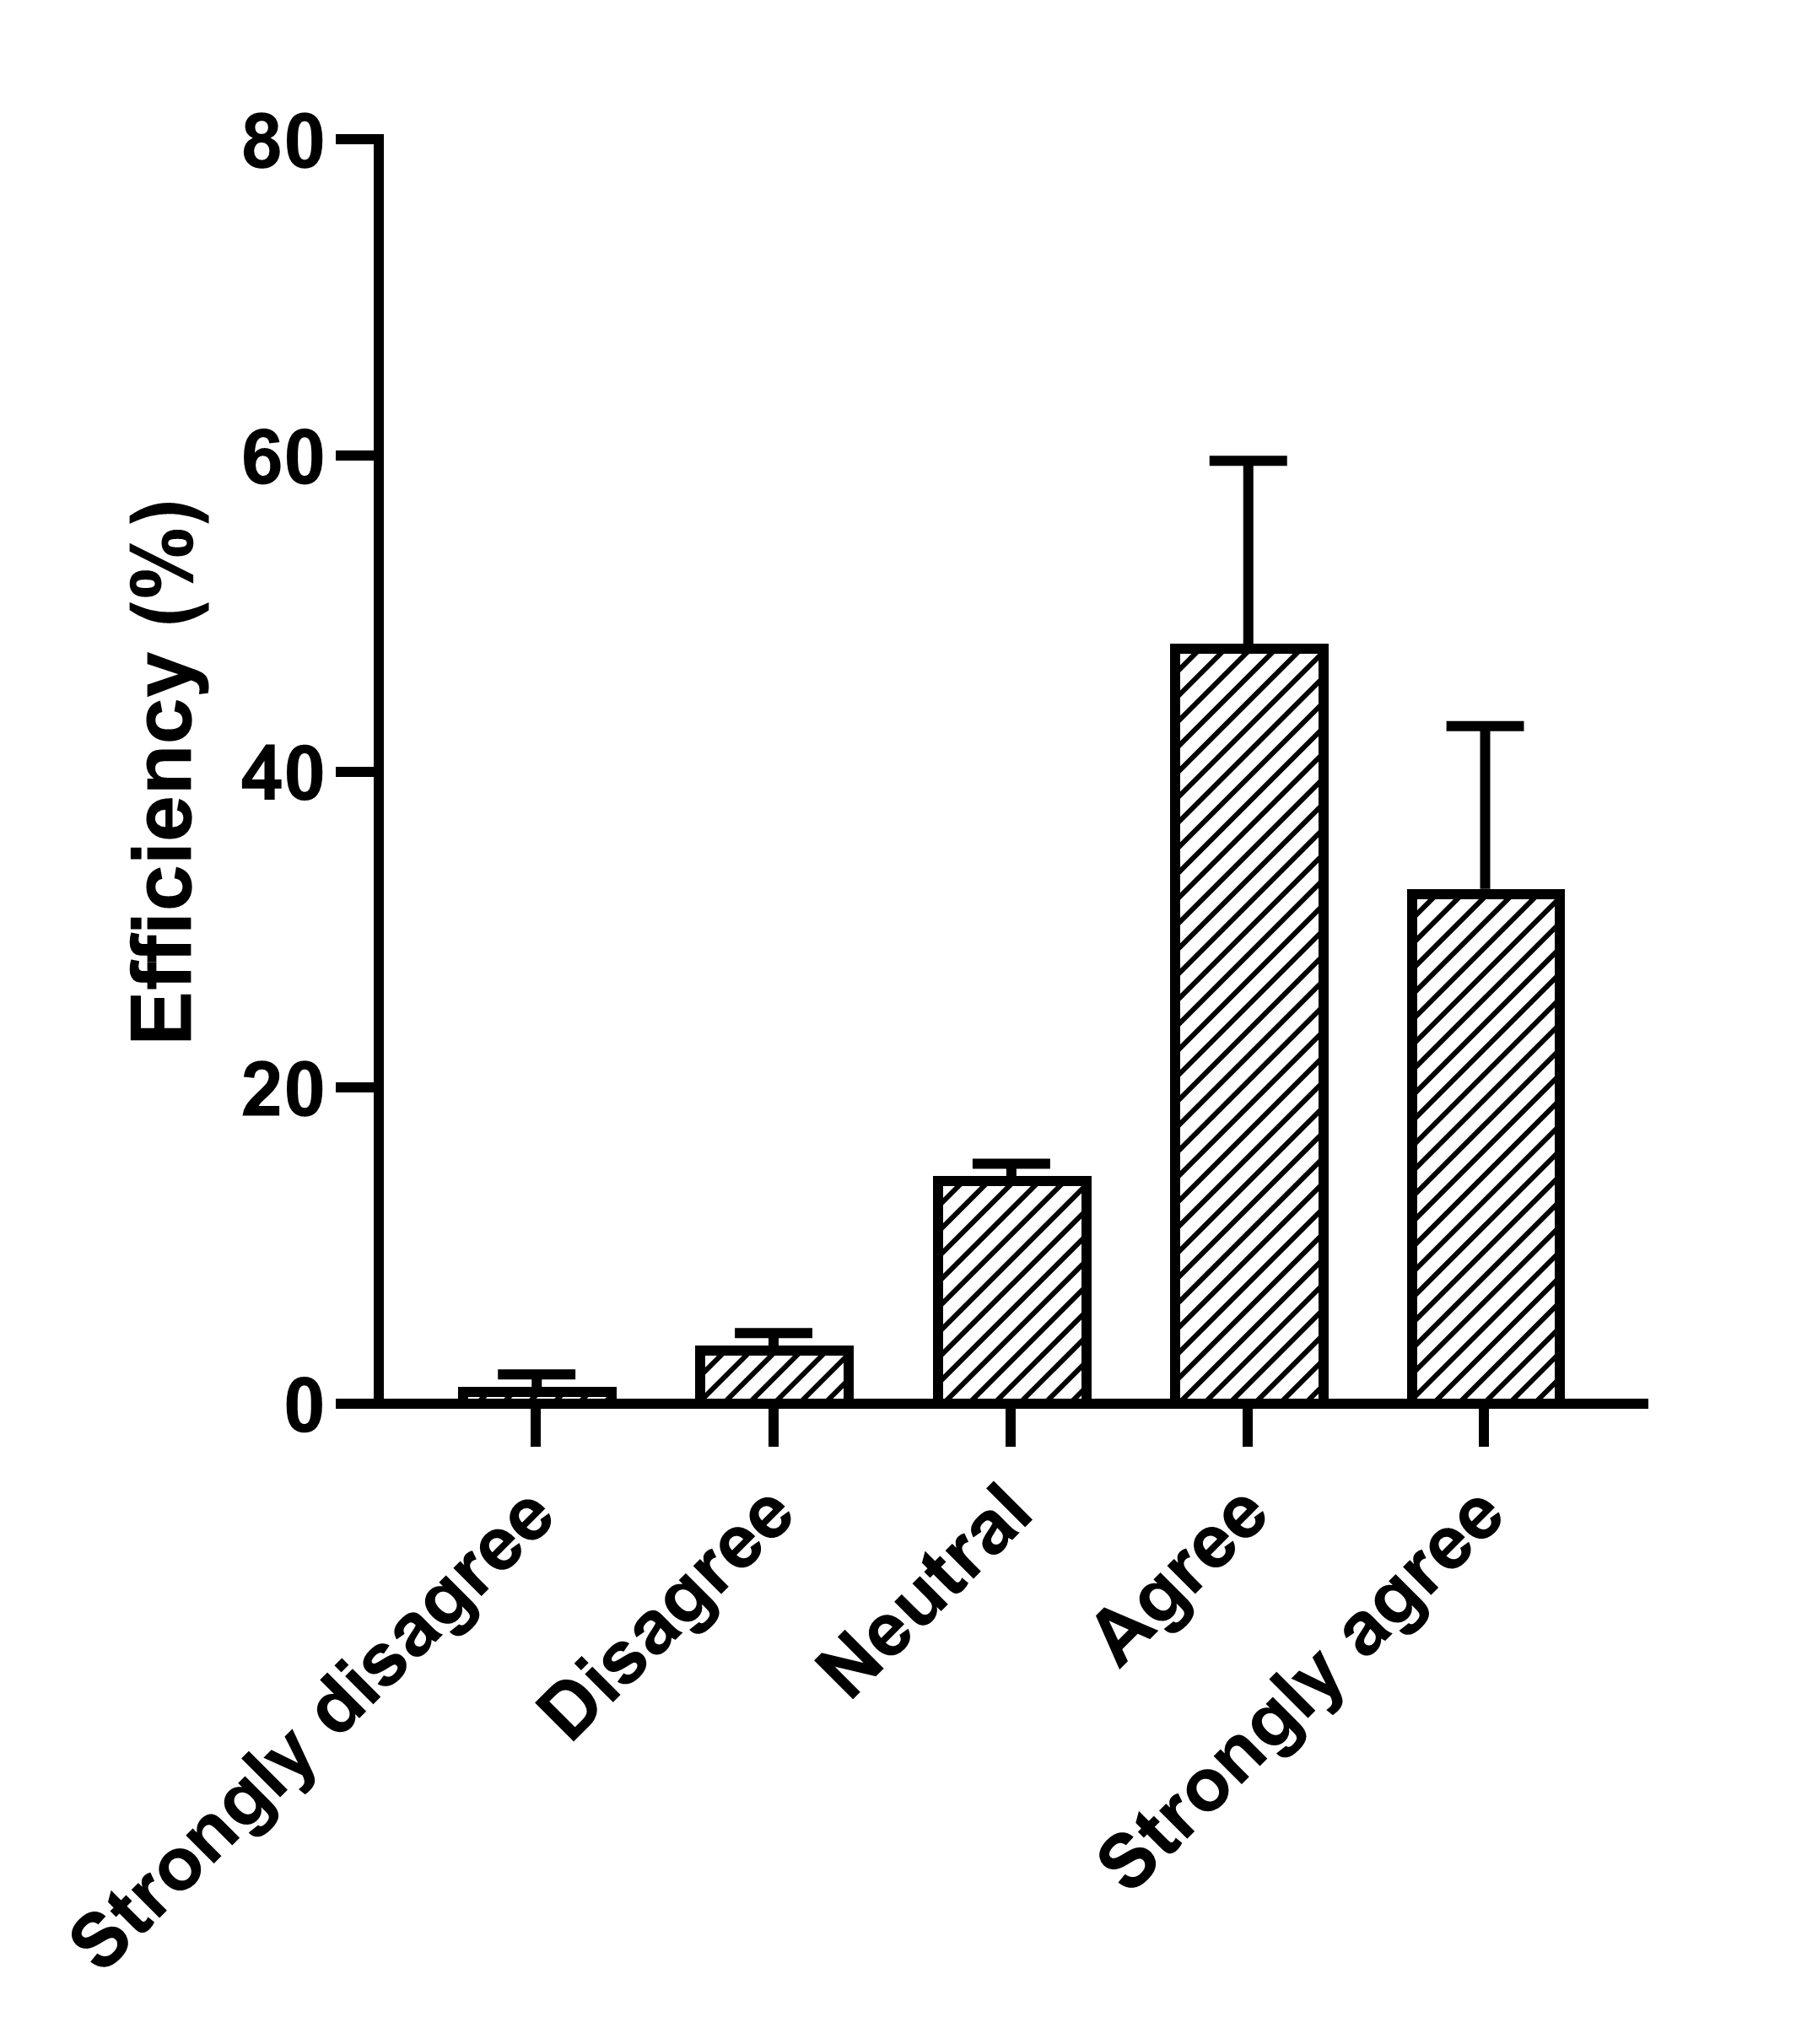 80
60
40
20
0
Efficiency (%)
Strongly disagree
Disagree
Neutral
Agree
Strongly agree